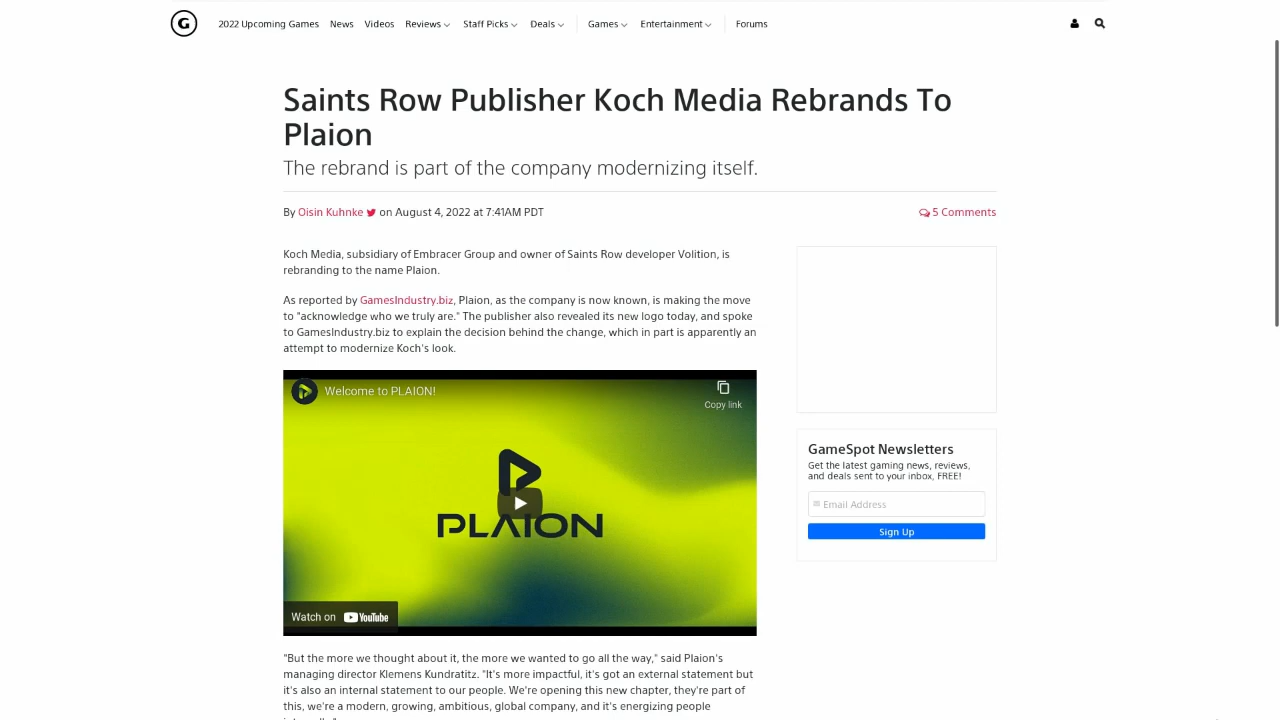 G
2022 Upcoming Games News Videos Reviews Staff Picks Deals Games Entertainment Forums
Saints Row Publisher Koch Media Rebrands To
Plaion
The rebrand is part of the company modernizing itself.
By Oisin Kuhnke on August 4, 2022 at 7:41AM PDT
5 Comments
Koch Media, subsidiary of Embracer Group and owner of Saints Row developer Volition, is
rebranding to the name Plaion.
As reported by GamesIndustry.biz, Plaion, as the company is now known, is making the move
to "acknowledge who we truly are." The publisher also revealed its new logo today, and spoke
to GamesIndustry.biz to explain the decision behind the change, which in part is apparently an
attempt to modernize Koch's look.
Welcome to PLAION!
Copy link
PLAION
Watch on YouTube
"But the more we thought about it, the more we wanted to go all the way," said Plaion's
managing director Klemens Kundratitz. "It's more impactful, it's got an external statement but
it's also an internal statement to our people. We're opening this new chapter, they're part of
this, we're a modern, growing, ambitious, global company, and it's energizing people
GameSpot Newsletters
Get the latest gaming news, reviews,
and deals sent to your inbox, FREE!
Email Address
Sign Up